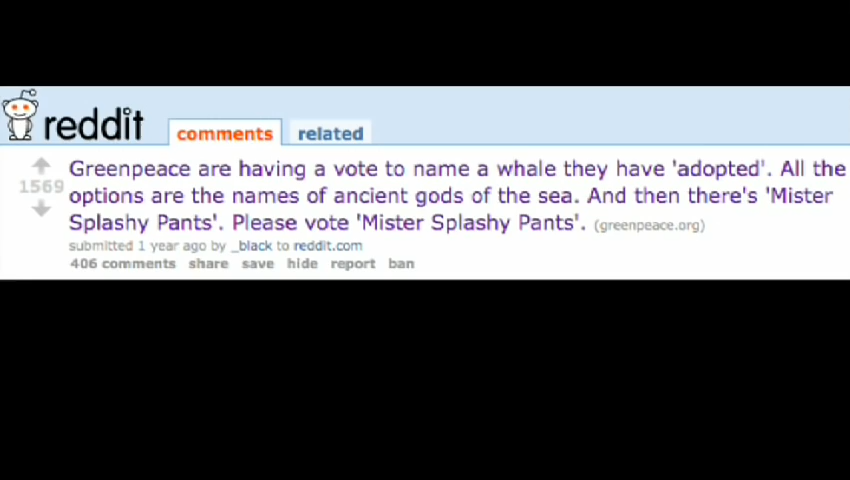 reddit comments related
Greenpeace are having a vote to name a whale they have 'adopted'. All the
1569 options are the names of ancient gods of the sea. And then there's 'Mister
Splashy Pants'. Please vote 'Mister Splashy Pants'. (greenpeace.org)
submitted 1 year ago by _black to reddit.com
406 comments share save hide report ban